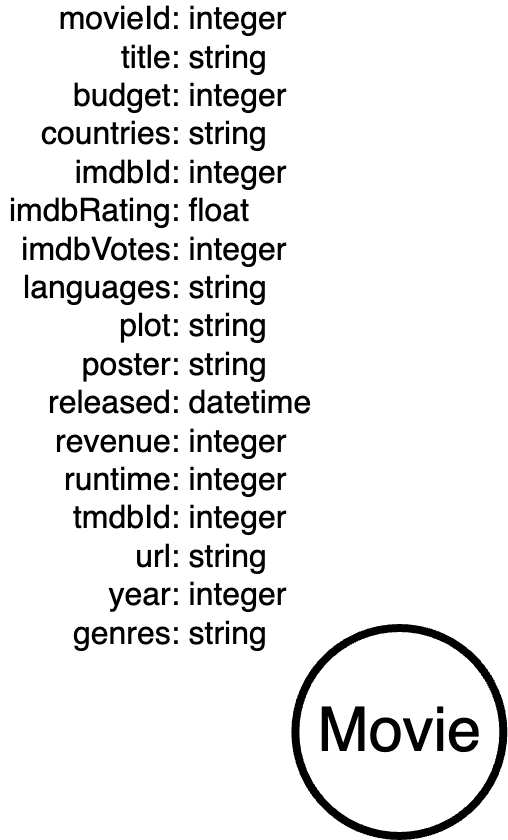 movieId: integer
title: string
budget: integer
countries: string
imdbId: integer
imdbRating: float
imdbVotes: integer
languages: string
plot: string
poster: string
released: datetime
revenue: integer
runtime: integer
tmdbId: integer
url: string
year: integer
genres: string
Movie